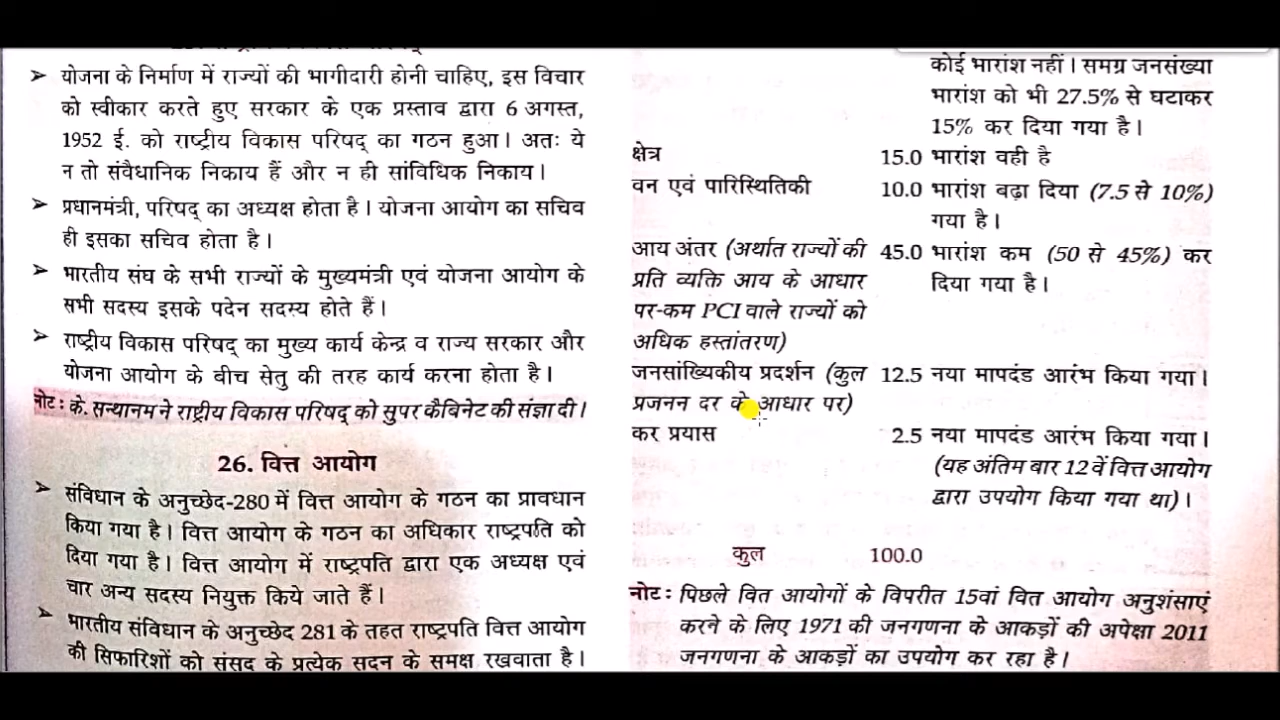 योजना के निर्माण में राज्यों की भागीदारी होनी चाहिए, इस विचार
को स्वीकार करते हुए सरकार के एक प्रस्ताव द्वारा 6 अगस्त,
1952 ई. को राष्ट्रीय विकास परिषद् का गठन हुआ। अतः ये
न तो संवैधानिक निकाय हैं और न ही सांविधिक निकाय।
प्रधानमंत्री, परिषद् का अध्यक्ष होता है। योजना आयोग का सचिव
ही इसका सचिव होता है।
भारतीय संघ के सभी राज्यों के मुख्यमंत्री एवं योजना आयोग के
सभी सदस्य इसके पदेन सदस्य होते हैं।
राष्ट्रीय विकास परिषद् का मुख्य कार्य केन्द्र व राज्य सरकार और
योजना आयोग के बीच सेतु की तरह कार्य करना होता है।
नोट: के. सन्थानम ने राष्ट्रीय विकास परिषद् को सुपर कैबिनेट की संज्ञा दी।
26. वित्त आयोग
संविधान के अनुच्छेद-280 में वित्त आयोग के गठन का प्रावधान
किया गया है। वित्त आयोग के गठन का अधिकार राष्ट्रपति को
दिया गया है। वित्त आयोग में राष्ट्रपति द्वारा एक अध्यक्ष एवं
चार अन्य सदस्य नियुक्त किये जाते हैं।
भारतीय संविधान के अनुच्छेद 281 के तहत राष्ट्रपति वित्त आयोग
की सिफारिशों को संसद के प्रत्येक सदन के समक्ष रखवाता है।
कोई भारांश नहीं। समग्र जनसंख्या
भारांश को भी 27.5% से घटाकर
15% कर दिया गया है।
क्षेत्र 15.0 भारांश वही है
वन एवं पारिस्थितिकी 10.0 भारांश बढ़ा दिया (7.5 से 10%)
गया है।
आय अंतर (अर्थात राज्यों की 45.0 भारांश कम (50 से 45%) कर
प्रति व्यक्ति आय के आधार दिया गया है।
पर-कम PCI वाले राज्यों को
अधिक हस्तांतरण)
जनसांख्यिकीय प्रदर्शन (कुल 12.5 नया मापदंड आरंभ किया गया।
प्रजनन दर के आधार पर)
कर प्रयास 2.5 नया मापदंड आरंभ किया गया।
(यह अंतिम बार 12 वें वित्त आयोग
द्वारा उपयोग किया गया था)।
कुल 100.0
नोट: पिछले वित आयोगों के विपरीत 15वां वित आयोग अनुशंसाएं
करने के लिए 1971 की जनगणना के आकड़ों की अपेक्षा 2011
जनगणना के आकड़ों का उपयोग कर रहा है।